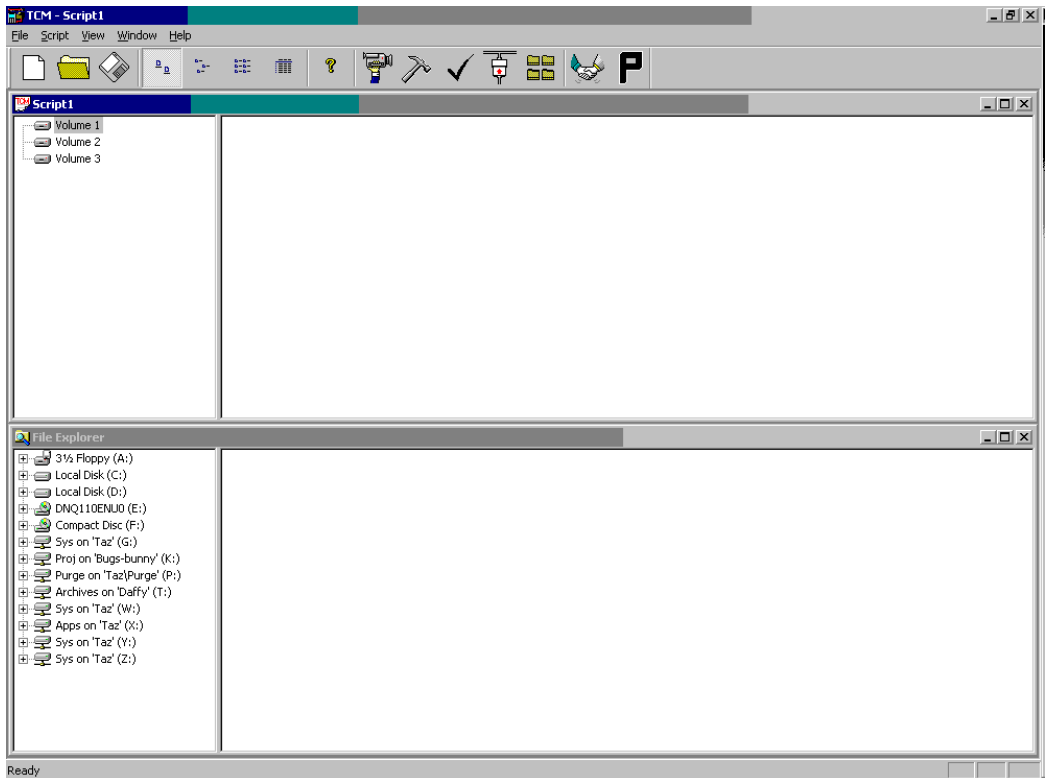 TCM - Script1
File Script View Window Help
Script1
Volume 1
Volume 2
Volume 3
File Explorer
3½ Floppy (A:)
Local Disk (C:)
Local Disk (D:)
DNQ110ENU0 (E:)
Compact Disc (F:)
Sys on 'Taz' (G:)
Proj on 'Bugs-bunny' (K:)
Purge on 'Taz\Purge' (P:)
Archives on 'Daffy' (T:)
Sys on 'Taz' (W:)
Apps on 'Taz' (X:)
Sys on 'Taz' (Y:)
Sys on 'Taz' (Z:)
Ready